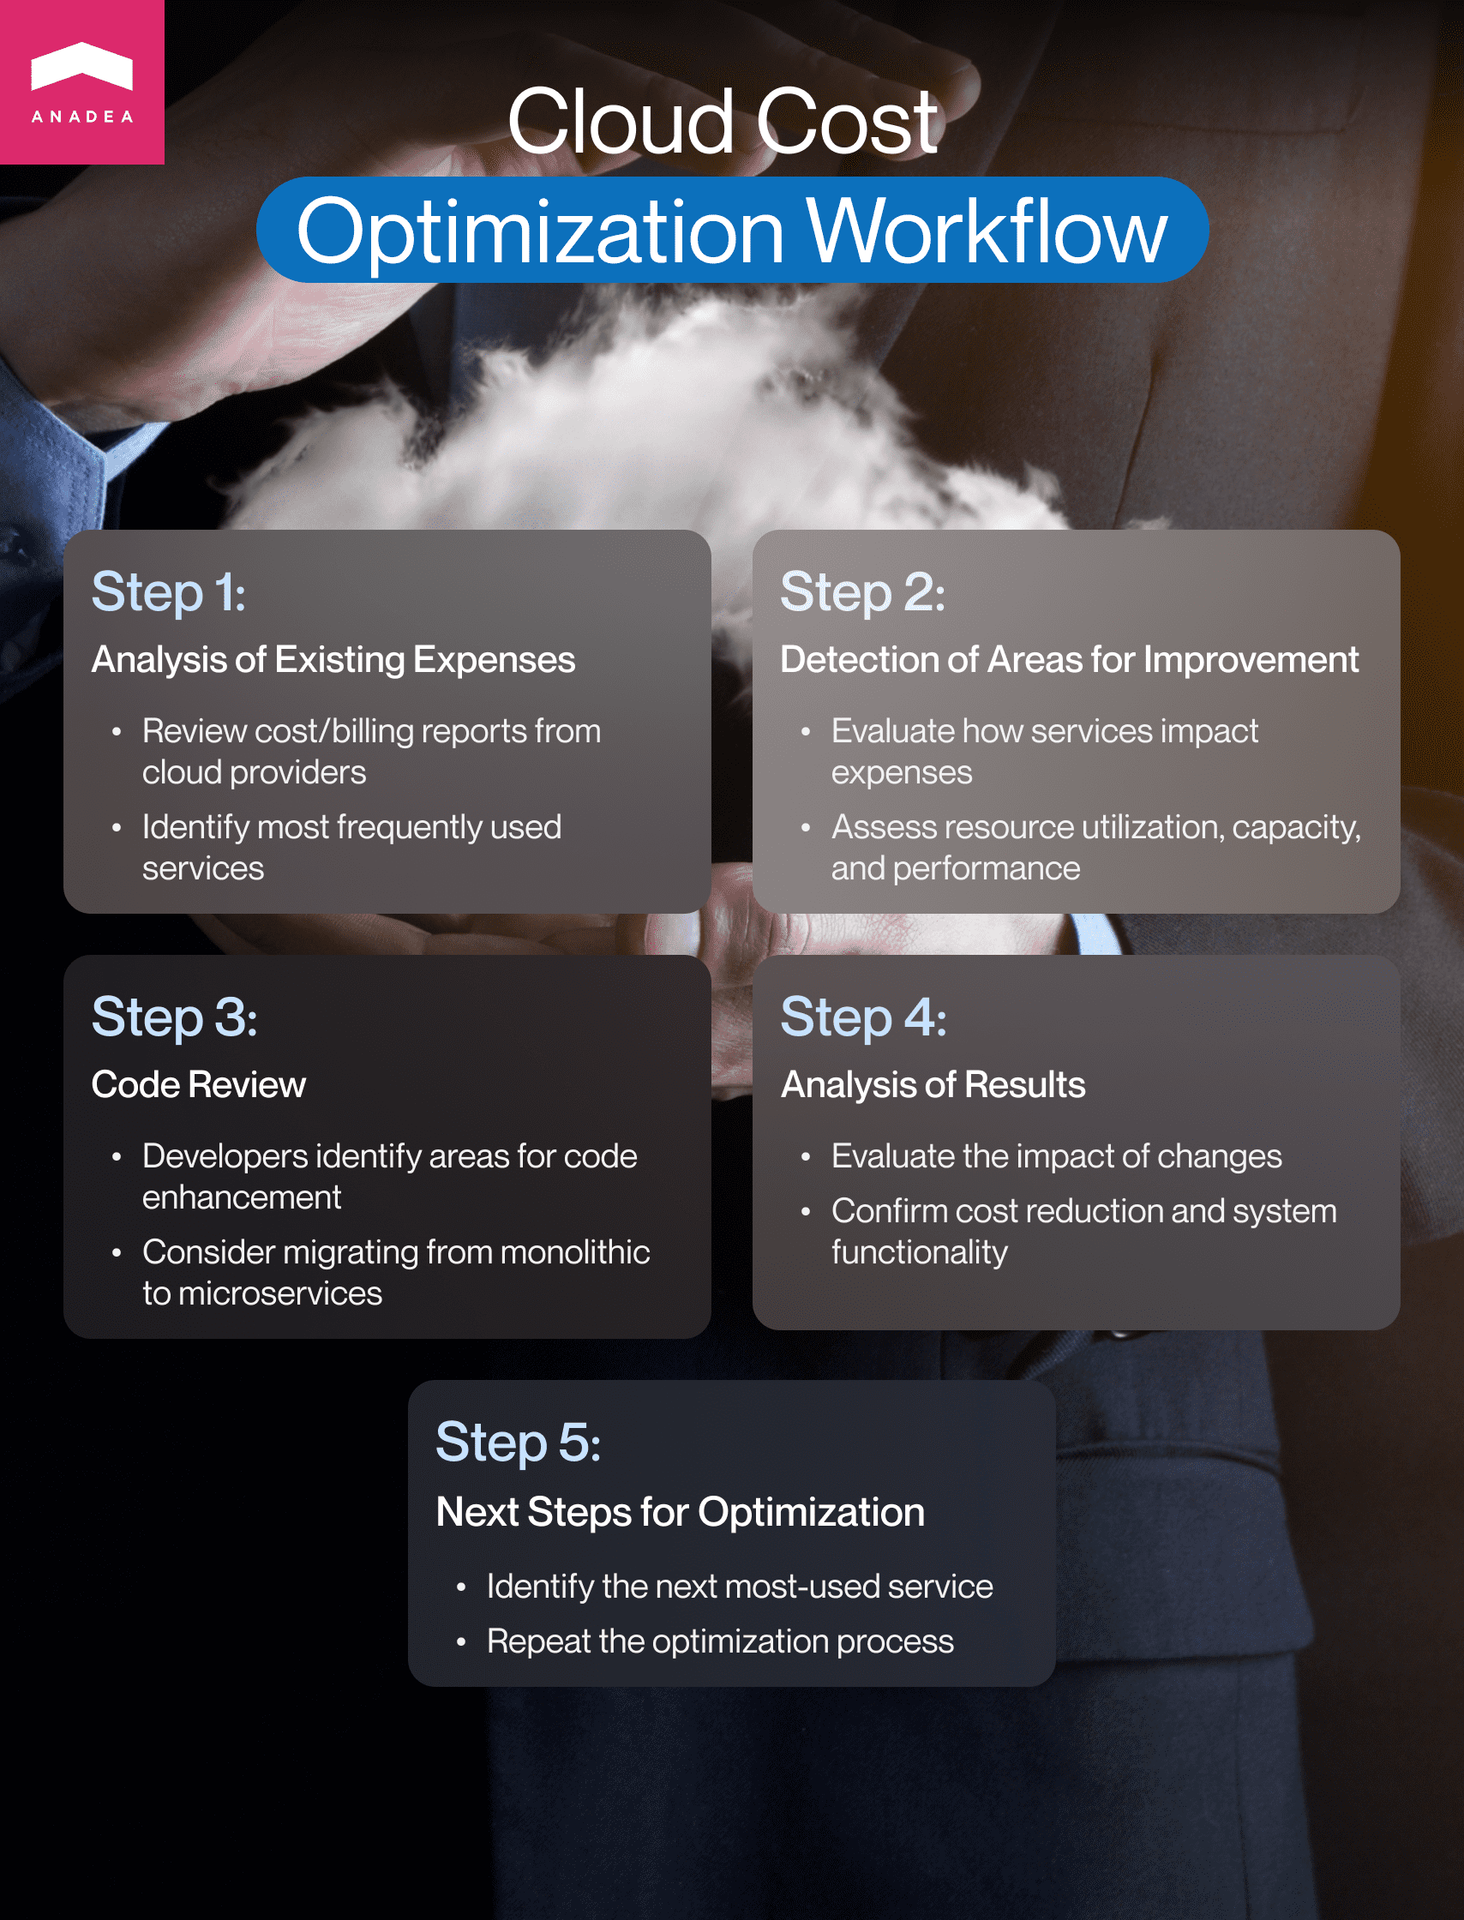 ANADEA
Cloud Cost
Optimization Workflow
Step 1:
Analysis of Existing Expenses
• Review cost/billing reports from
cloud providers
• Identify most frequently used
services
Step 2:
Detection of Areas for Improvement
• Evaluate how services impact
expenses
• Assess resource utilization, capacity,
and performance
Step 3:
Code Review
• Developers identify areas for code
enhancement
• Consider migrating from monolithic
to microservices
Step 4:
Analysis of Results
• Evaluate the impact of changes
• Confirm cost reduction and system
functionality
Step 5:
Next Steps for Optimization
• Identify the next most-used service
• Repeat the optimization process